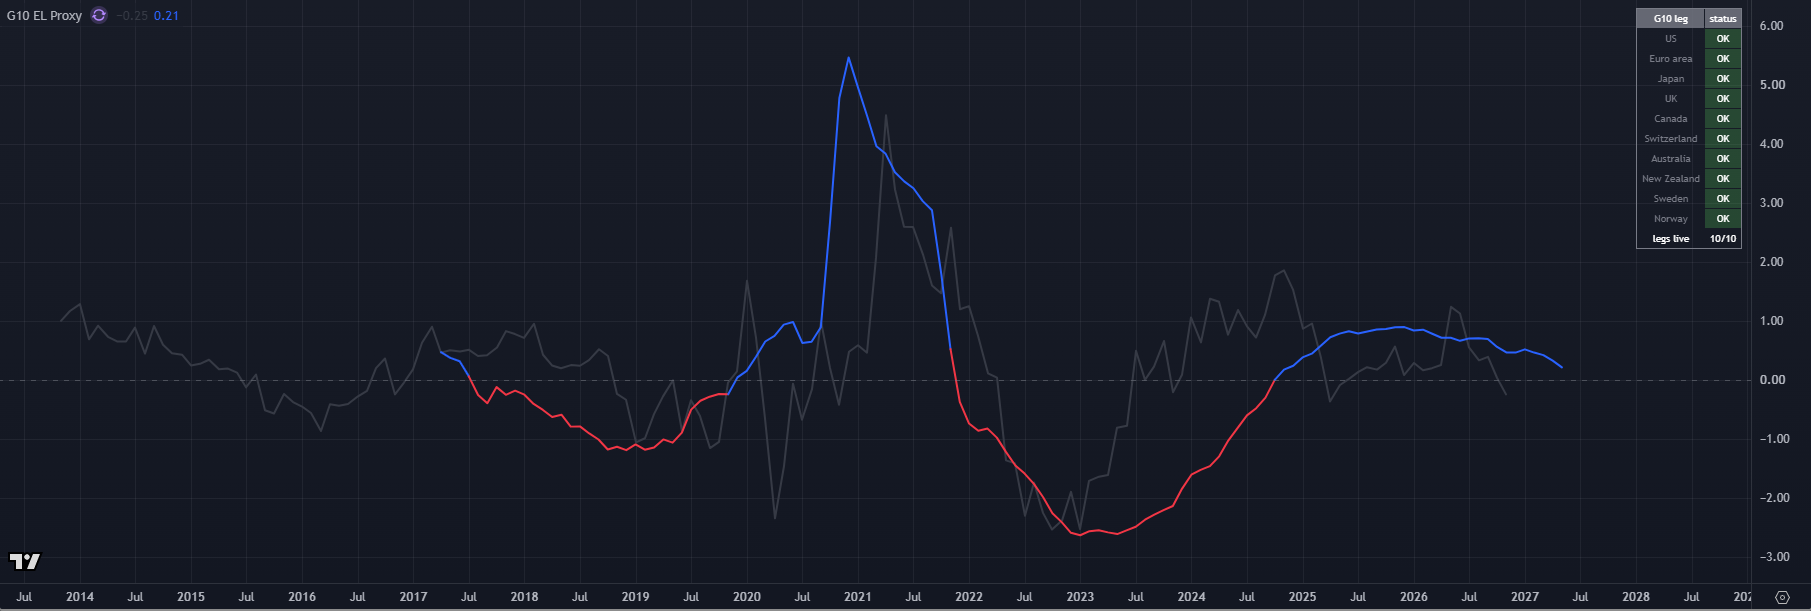 G10 EL Proxy −0.25 0.21
G10 leg status
US OK
Euro area OK
Japan OK
UK OK
Canada OK
Switzerland OK
Australia OK
New Zealand OK
Sweden OK
Norway OK
legs live 10/10
6.00
5.00
4.00
3.00
2.00
1.00
0.00
−1.00
−2.00
−3.00
Jul 2014 Jul 2015 Jul 2016 Jul 2017 Jul 2018 Jul 2019 Jul 2020 Jul 2021 Jul 2022 Jul 2023 Jul 2024 Jul 2025 Jul 2026 Jul 2027 Jul 2028 Jul 202